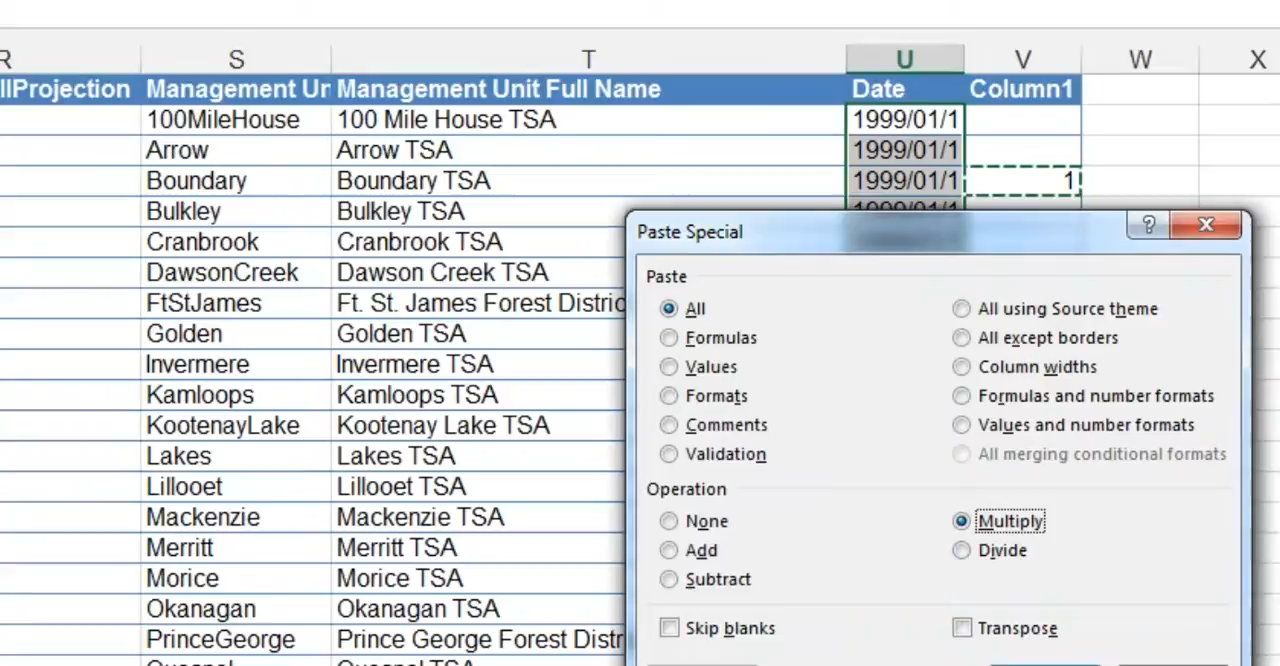 R S T U V W X
llProjection Management Ur Management Unit Full Name Date Column1
100MileHouse 100 Mile House TSA 1999/01/1
Arrow Arrow TSA 1999/01/1
Boundary Boundary TSA 1999/01/1 1
Bulkley Bulkley TSA 1999/01/1
Cranbrook Cranbrook TSA
DawsonCreek Dawson Creek TSA
FtStJames Ft. St. James Forest Distric
Golden Golden TSA
Invermere Invermere TSA
Kamloops Kamloops TSA
KootenayLake Kootenay Lake TSA
Lakes Lakes TSA
Lillooet Lillooet TSA
Mackenzie Mackenzie TSA
Merritt Merritt TSA
Morice Morice TSA
Okanagan Okanagan TSA
PrinceGeorge Prince George Forest Distr
Quesnel Quesnel TSA
Paste Special
?
Paste
All All using Source theme
Formulas All except borders
Values Column widths
Formats Formulas and number formats
Comments Values and number formats
Validation All merging conditional formats
Operation
None Multiply
Add Divide
Subtract
Skip blanks Transpose